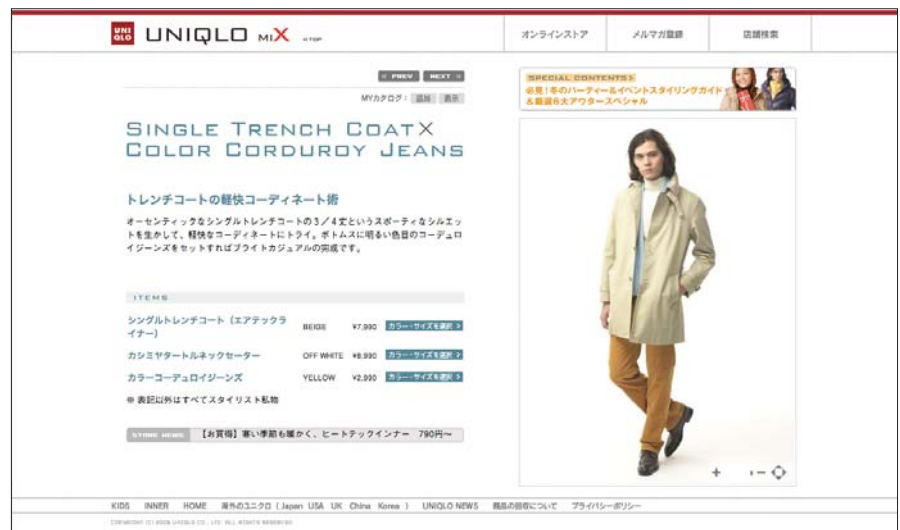 UNI
QLO
UNIQLO MIX
TOP
オンラインストア
メルマガ登録
店舗検索
« PREV NEXT »
MYカタログ： 追加 表示
SINGLE TRENCH COAT×
COLOR CORDUROY JEANS
トレンチコートの軽快コーディネート術
オーセンティックなシングルトレンチコートの3／4丈というスポーティなシルエッ
トを生かして、軽快なコーディネートにトライ。ボトムスに明るい色目のコーデュロ
イジーンズをセットすればブライトカジュアルの完成です。
ITEMS
シングルトレンチコート（エアテックラ
イナー） BEIGE ¥7,990 カラー・サイズを選択 >
カシミヤタートルネックセーター OFF WHITE ¥8,990 カラー・サイズを選択 >
カラーコーデュロイジーンズ YELLOW ¥2,990 カラー・サイズを選択 >
※ 表記以外はすべてスタイリスト私物
STORE NEWS 【お買得】寒い季節も暖かく、ヒートテックインナー 790円〜
SPECIAL CONTENTS
必見！冬のパーティー&イベントスタイリングガイド
&厳選6大アウタースペシャル
KIDS INNER HOME 海外のユニクロ ( Japan USA UK China Korea ) UNIQLO NEWS 商品の回収について プライバシーポリシー
COPYRIGHT (C) UNIQLO CO., LTD. ALL RIGHTS RESERVED